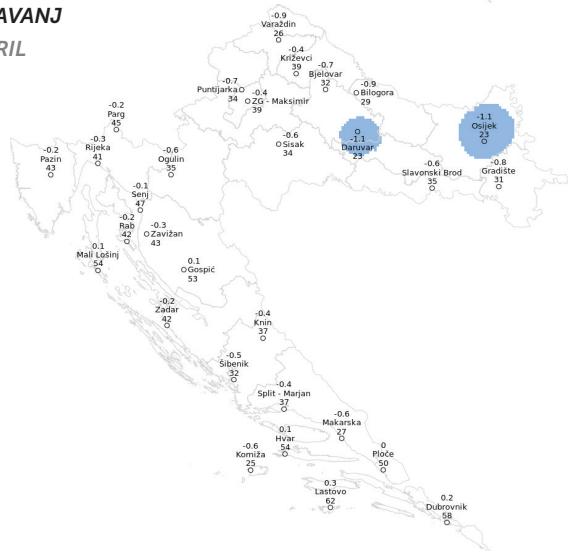 AVANJ
RIL
-0.9
Varaždin
26
-0.4
Križevci
39
-0.7
Bjelovar
32
-0.7
Puntijarka
34
-0.4
ZG - Maksimir
39
-0.9
Bilogora
29
-0.2
Parg
45
-0.3
Rijeka
41
-0.2
Pazin
43
-0.6
Ogulin
35
-0.6
Sisak
34
-1.1
Daruvar
23
-1.1
Osijek
23
-0.6
Slavonski Brod
35
-0.8
Gradište
31
-0.1
Senj
47
-0.2
Rab
42
-0.3
Zavižan
43
0.1
Mali Lošinj
54
0.1
Gospić
53
-0.2
Zadar
42
-0.4
Knin
37
-0.5
Šibenik
32
-0.4
Split - Marjan
37
-0.6
Makarska
27
0.1
Hvar
54
-0.6
Komiža
25
0
Ploče
50
0.3
Lastovo
62
0.2
Dubrovnik
58